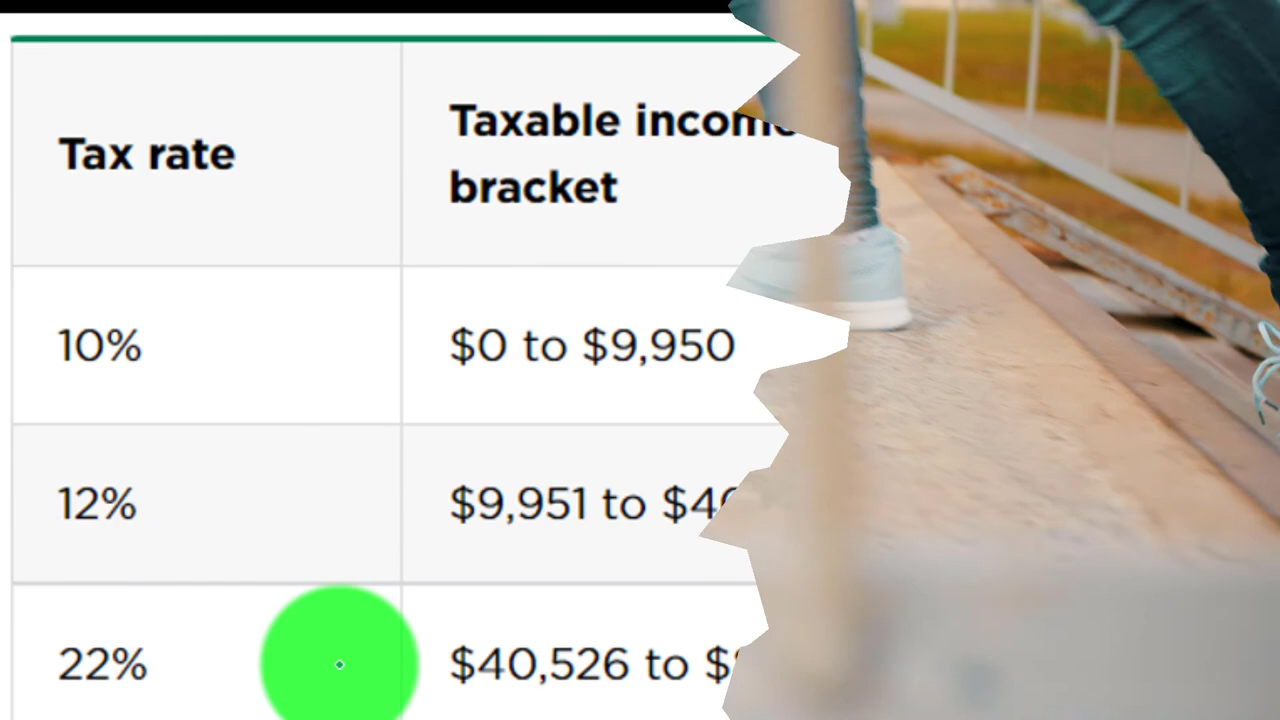 Tax rate
Taxable income
bracket
10%
$0 to $9,950
12%
$9,951 to
22%
$40,526 to